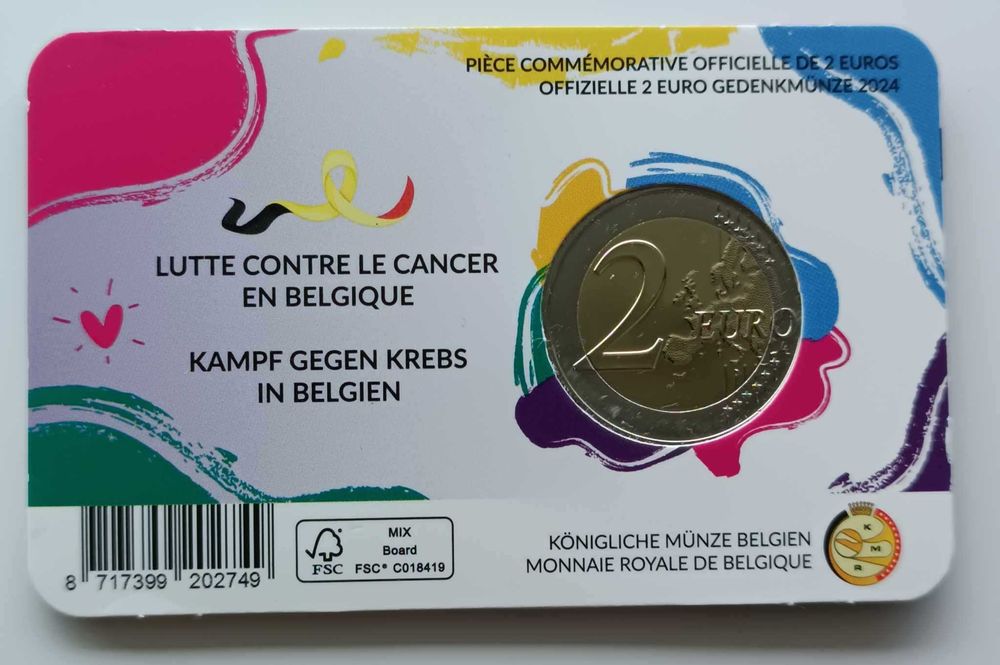 PIÈCE COMMÉMORATIVE OFFICIELLE DE 2 EUROS
OFFIZIELLE 2 EURO GEDENKMÜNZE 2024
LUTTE CONTRE LE CANCER
EN BELGIQUE
KAMPF GEGEN KREBS
IN BELGIEN
2 EURO
8 717399 202749
FSC
MIX
Board
FSC® C018419
KÖNIGLICHE MÜNZE BELGIEN
MONNAIE ROYALE DE BELGIQUE
K M R